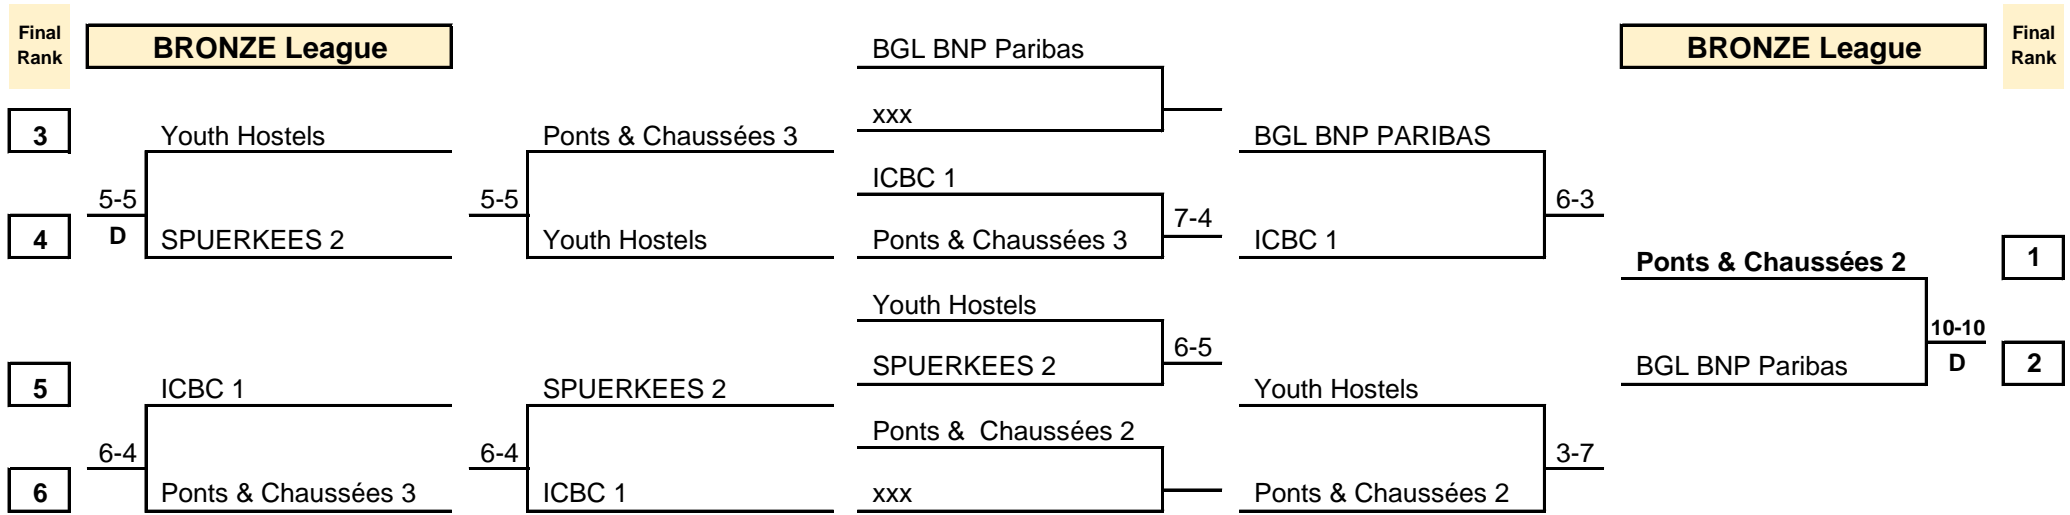 Final
Rank
BRONZE League
BGL BNP Paribas
BRONZE League
Final
Rank
xxx
3
Youth Hostels
Ponts & Chaussées 3
BGL BNP PARIBAS
ICBC 1
5-5
5-5
7-4
6-3
4
D
SPUERKEES 2
Youth Hostels
Ponts & Chaussées 3
ICBC 1
Ponts & Chaussées 2
1
Youth Hostels
10-10
6-5
SPUERKEES 2
BGL BNP Paribas
D
2
5
ICBC 1
SPUERKEES 2
Youth Hostels
Ponts &  Chaussées 2
6-4
6-4
3-7
6
Ponts & Chaussées 3
ICBC 1
xxx
Ponts & Chaussées 2